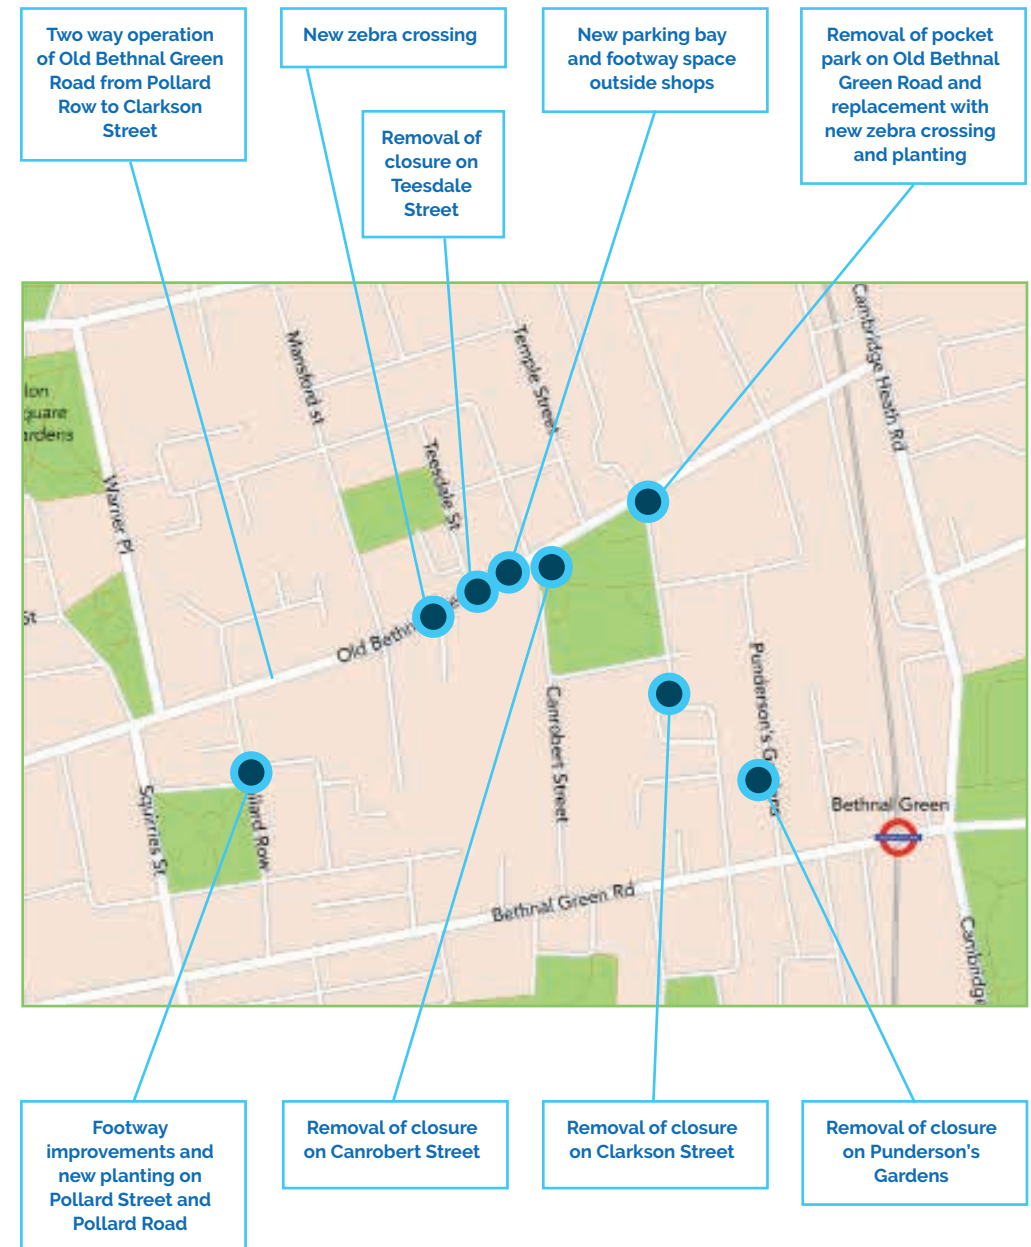 Two way operation
of Old Bethnal Green
Road from Pollard
Row to Clarkson
Street
New zebra crossing
Removal of
closure on
Teesdale
Street
New parking bay
and footway space
outside shops
Removal of pocket
park on Old Bethnal
Green Road and
replacement with
new zebra crossing
and planting
Mansford st
Temple Street
Cambridge Heath Rd
Teesdale St
Warner Pl
St
Old Bethn
Punderson's G
Canrobert Street
Squirries St
llard Row
Bethnal Green
Bethnal Green Rd
Cambridge
Footway
improvements and
new planting on
Pollard Street and
Pollard Road
Removal of closure
on Canrobert Street
Removal of closure
on Clarkson Street
Removal of closure
on Punderson's
Gardens